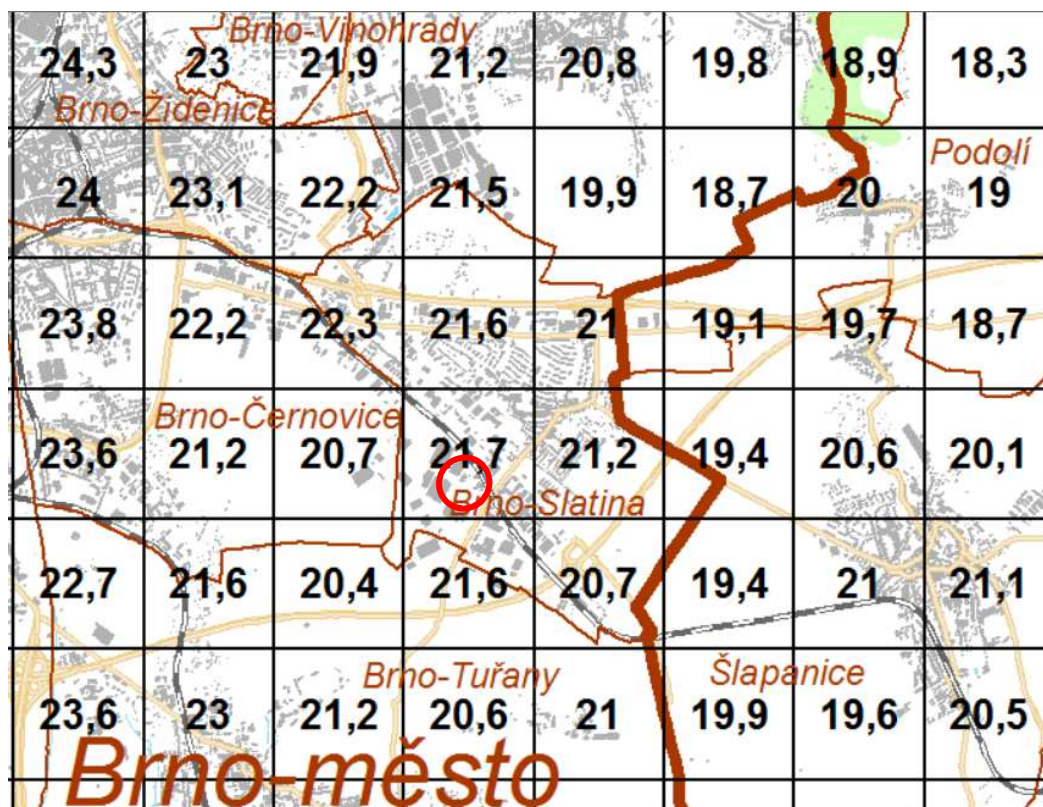 Brno-Vinohrady
24,3 23 21,9 21,2 20,8 19,8 18,9 18,3
Brno-Židenice
Podolí
24 23,1 22,2 21,5 19,9 18,7 20 19
23,8 22,2 22,3 21,6 21 19,1 19,7 18,7
Brno-Černovice
23,6 21,2 20,7 21,7 21,2 19,4 20,6 20,1
Brno-Slatina
22,7 21,6 20,4 21,6 20,7 19,4 21 21,1
Brno-Tuřany Šlapanice
23,6 23 21,2 20,6 21 19,9 19,6 20,5
Brno-město